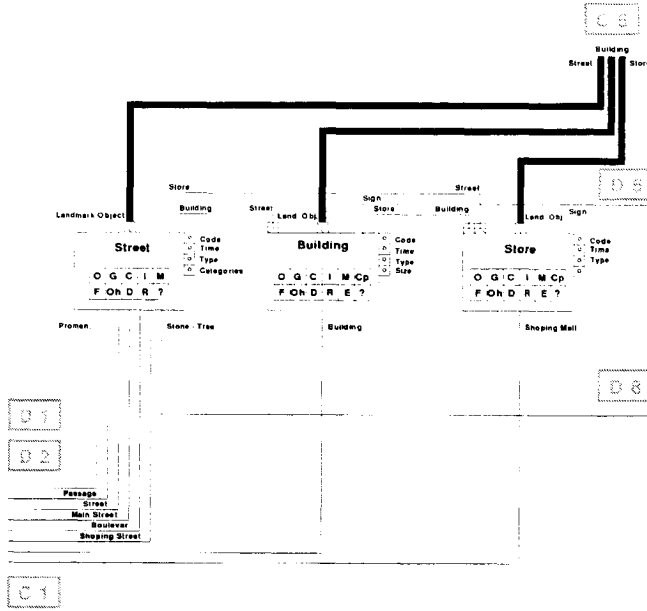 C 6
Building
Street Store
D 6
Store Street
Building Street Sign Store Building Sign
Landmark Object Land Obj Land Obj
Street Building Store
Code Code Code
Time Time Time
Type Type Type
Categories Size
O G C I M O G C I M Cp O G C I M Cp
F Oh D R ? F Oh D R E ? F Oh D R E ?
Promen. Stone - Tree Building Shoping Mall
D 8
D 1
D 2
Passage
Street
Main Street
Boulevar
Shoping Street
C 1